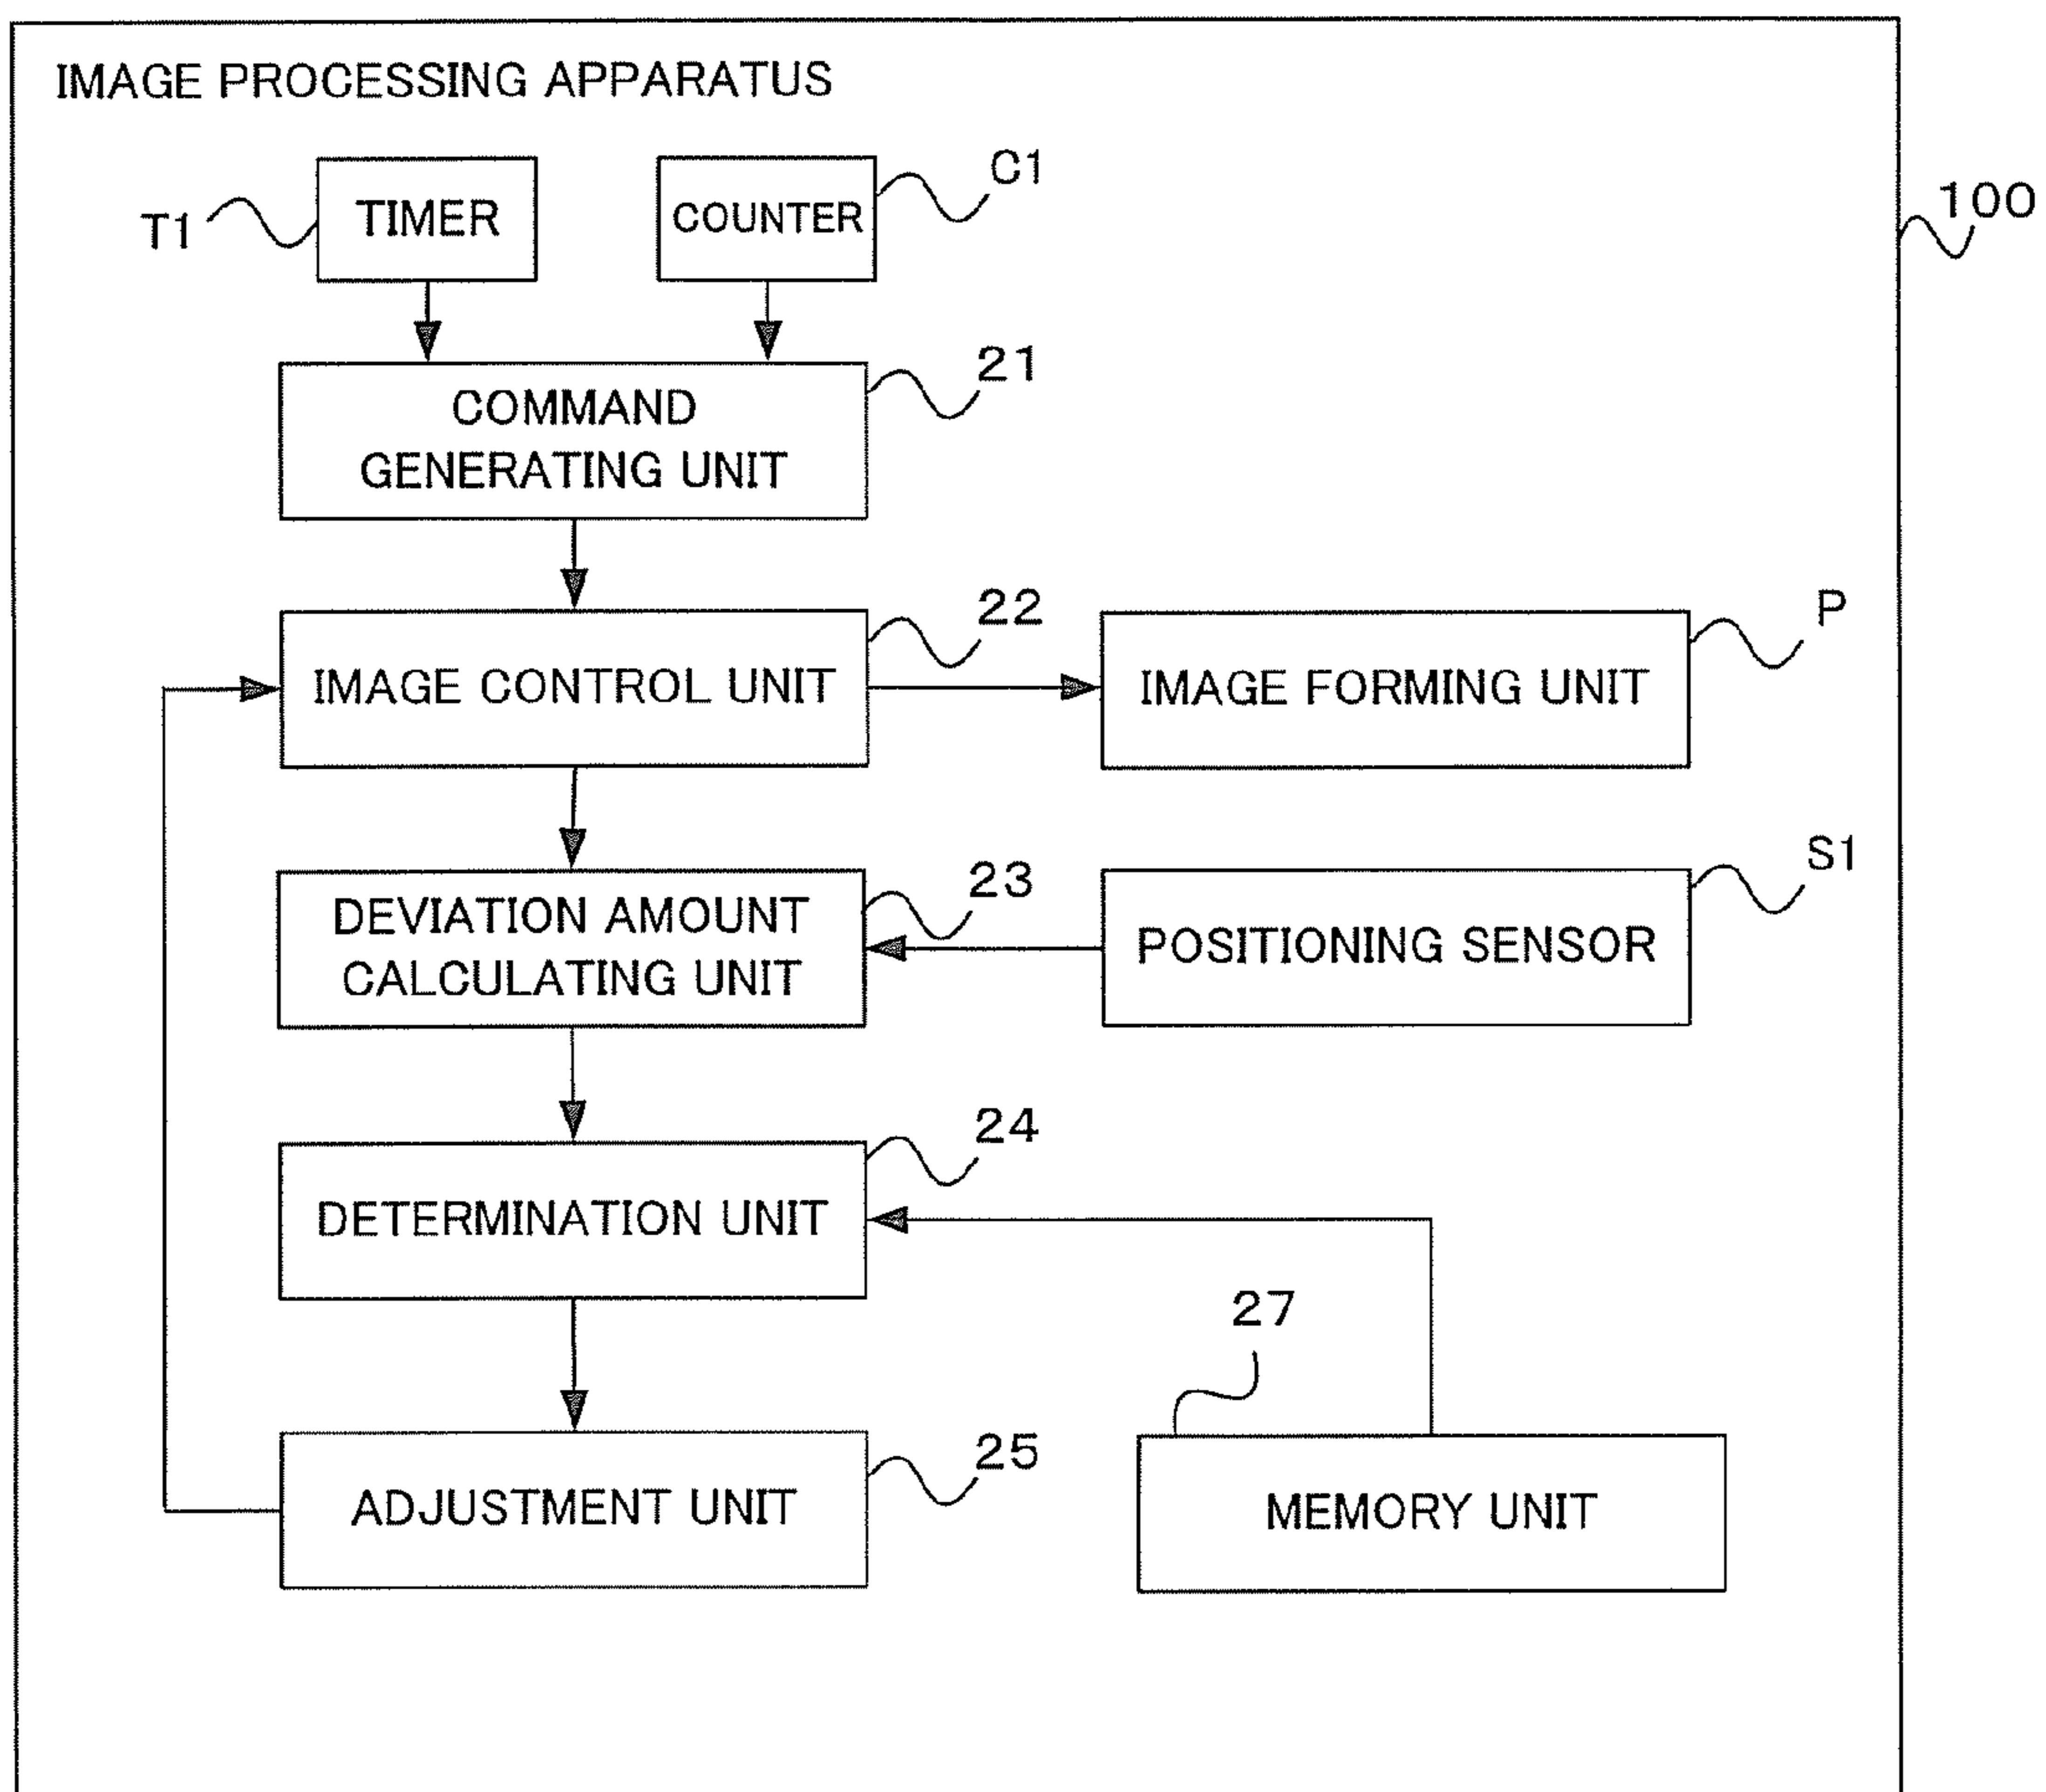 IMAGE PROCESSING APPARATUS
T1
TIMER
COUNTER
C1
100
COMMAND
GENERATING UNIT
21
IMAGE CONTROL UNIT
22
IMAGE FORMING UNIT
P
DEVIATION AMOUNT
CALCULATING UNIT
23
POSITIONING SENSOR
S1
DETERMINATION UNIT
24
27
ADJUSTMENT UNIT
25
MEMORY UNIT